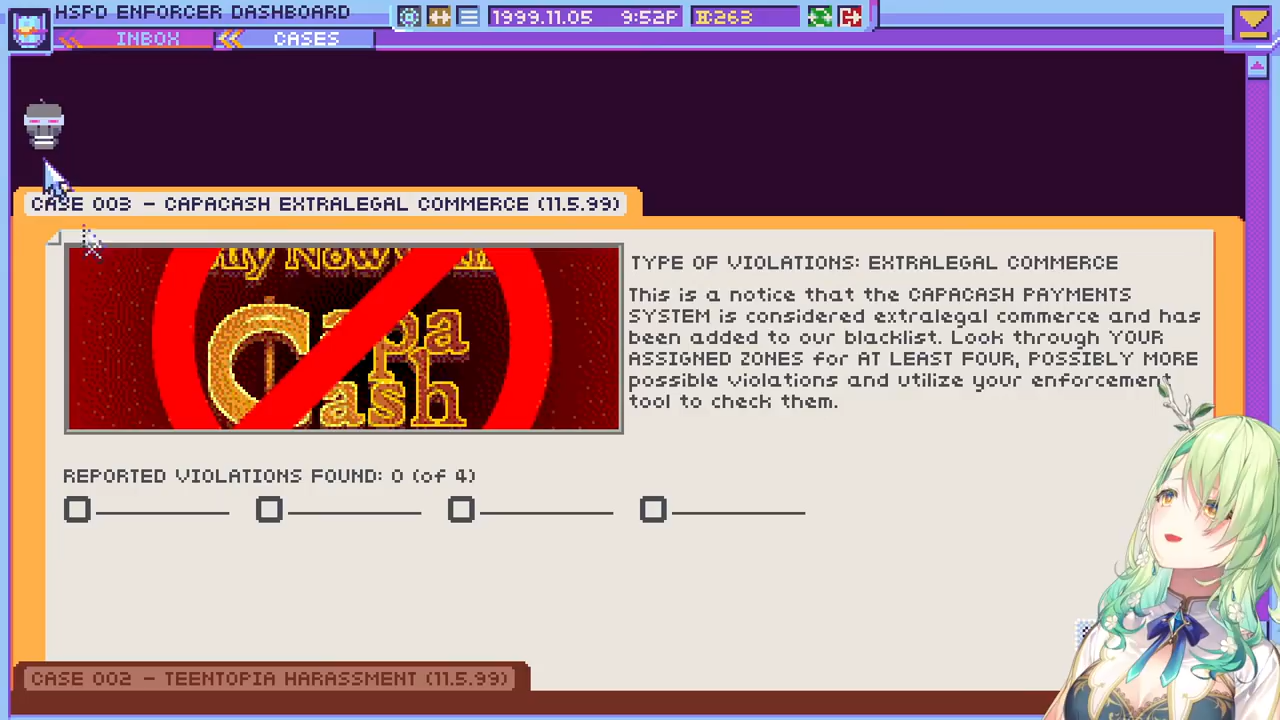 HSPD ENFORCER DASHBOARD
1999.11.05 9:52P
263
INBOX
CASES
CASE 003 - CAPACASH EXTRALEGAL COMMERCE (11.5.99)
Capa
Cash
TYPE OF VIOLATIONS: EXTRALEGAL COMMERCE
This is a notice that the CAPACASH PAYMENTS
SYSTEM is considered extralegal commerce and has
been added to our blacklist. Look through YOUR
ASSIGNED ZONES for AT LEAST FOUR, POSSIBLY MORE
possible violations and utilize your enforcement
tool to check them.
REPORTED VIOLATIONS FOUND: 0 (of 4)
CASE 002 - TEENTOPIA HARASSMENT (11.5.99)